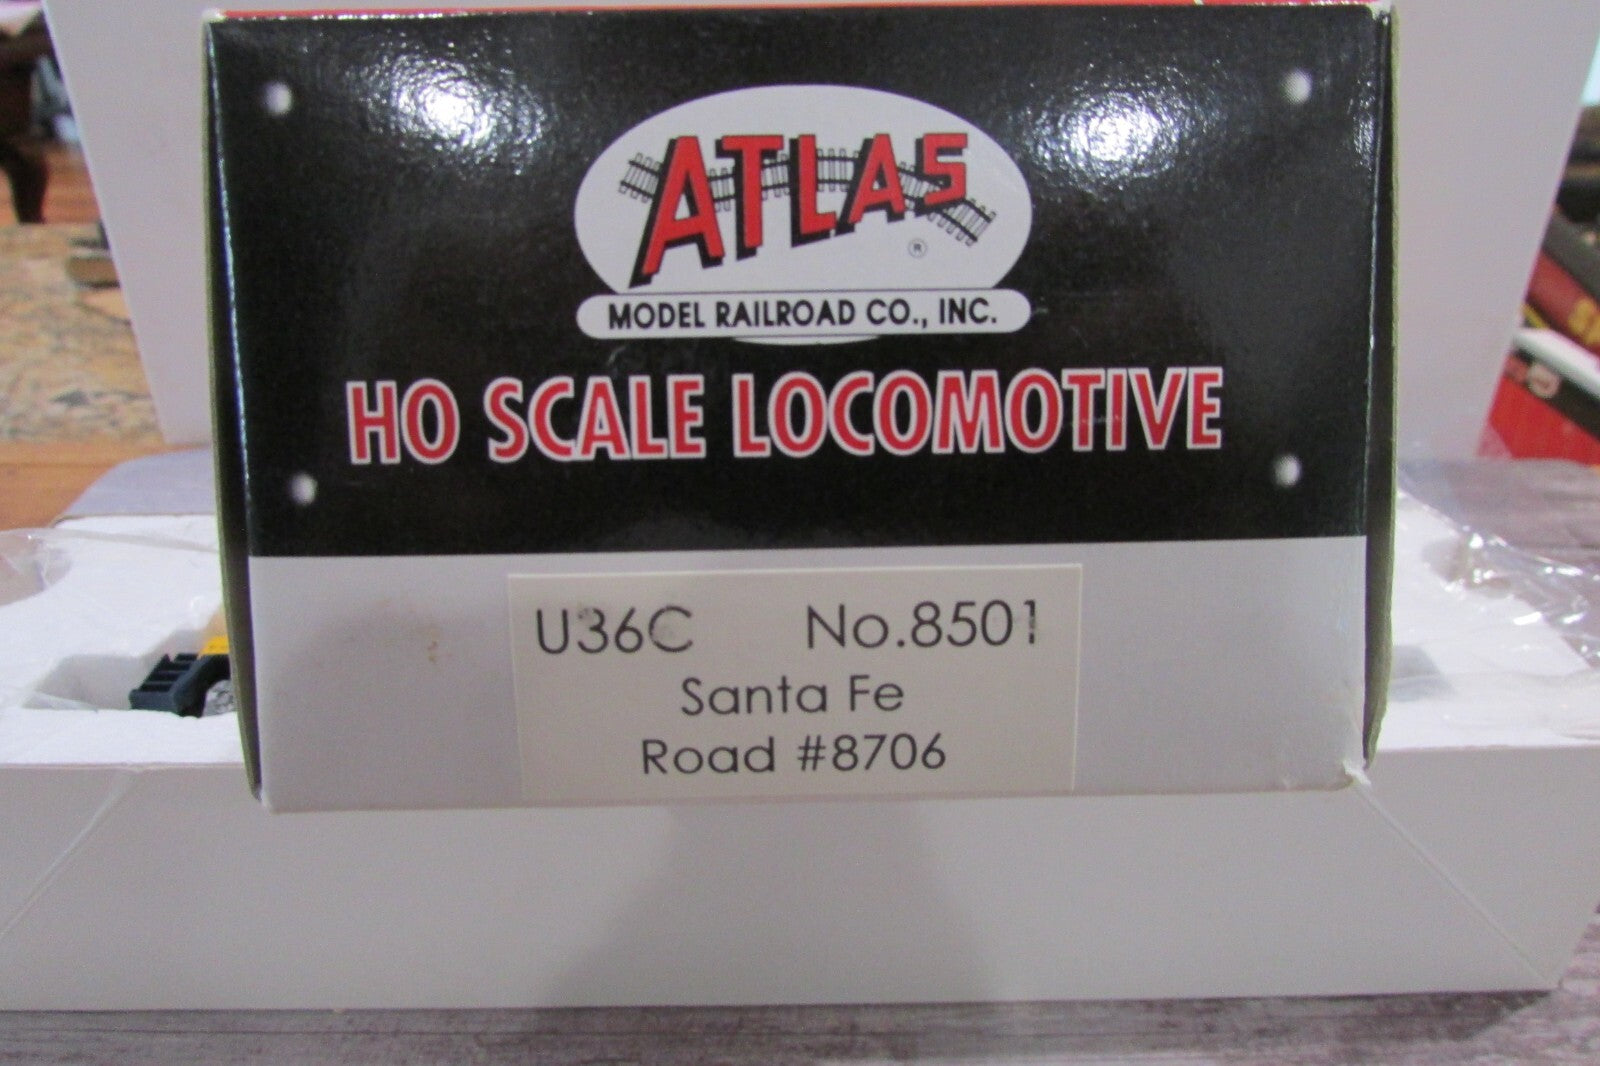 ATLAS
®
MODEL RAILROAD CO., INC.
HO SCALE LOCOMOTIVE
U36C No.8501
Santa Fe
Road #8706